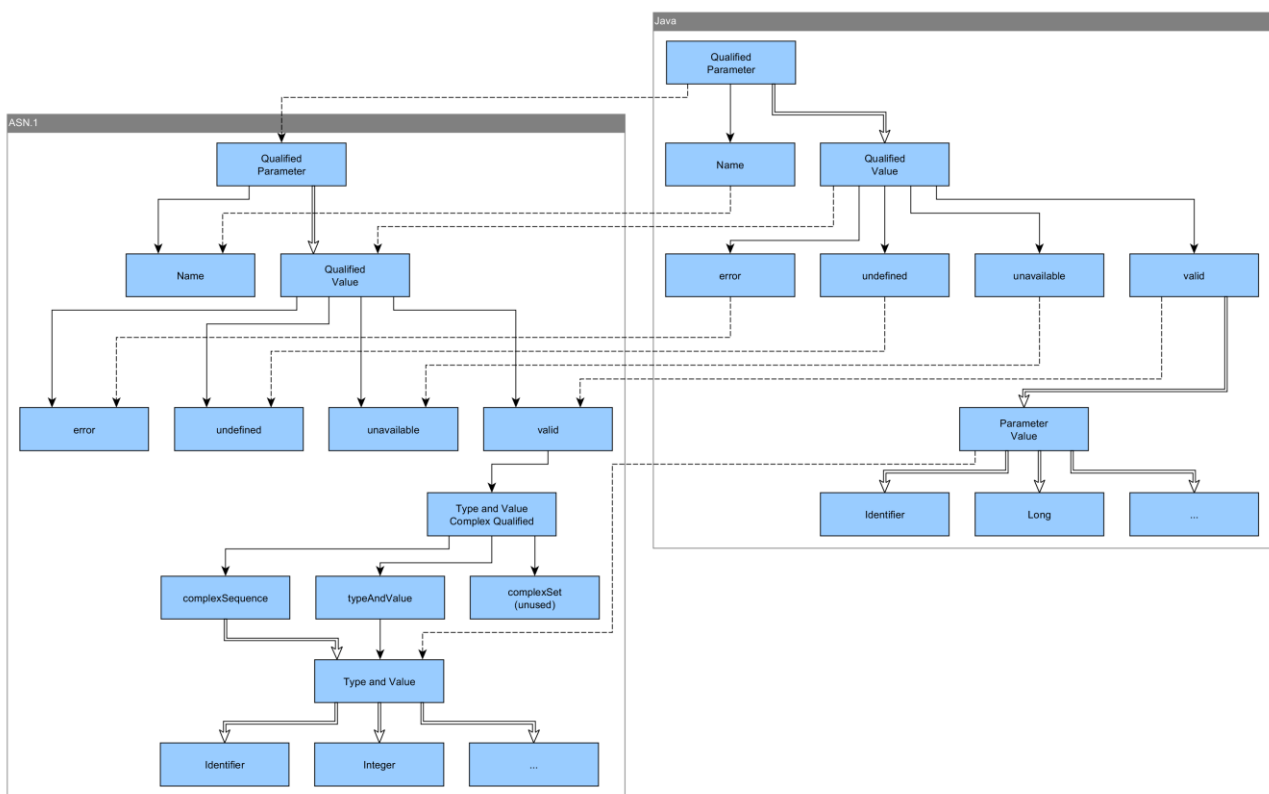 Java
Qualified
Parameter
Name
Qualified
Value
error
undefined
unavailable
valid
Parameter
Value
Identifier
Long
...
ASN.1
Qualified
Parameter
Name
Qualified
Value
error
undefined
unavailable
valid
Type and Value
Complex Qualified
complexSequence
typeAndValue
complexSet
(unused)
Type and Value
Identifier
Integer
...